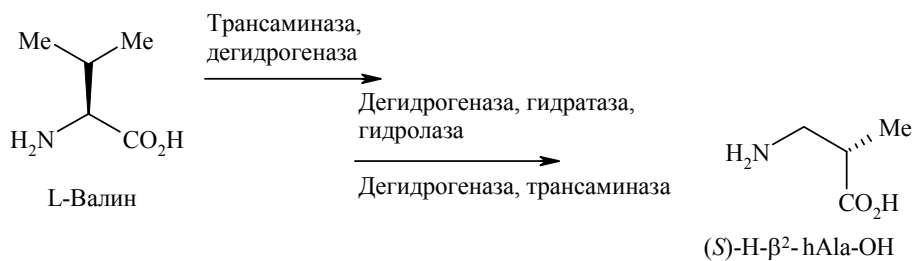 Me Me
Трансаминаза,
дегидрогеназа
H₂N CO₂H
L-Валин
Дегидрогеназа, гидратаза,
гидролаза
Дегидрогеназа, трансаминаза
H₂N Me
CO₂H
(S)-H-β²- hAla-OH